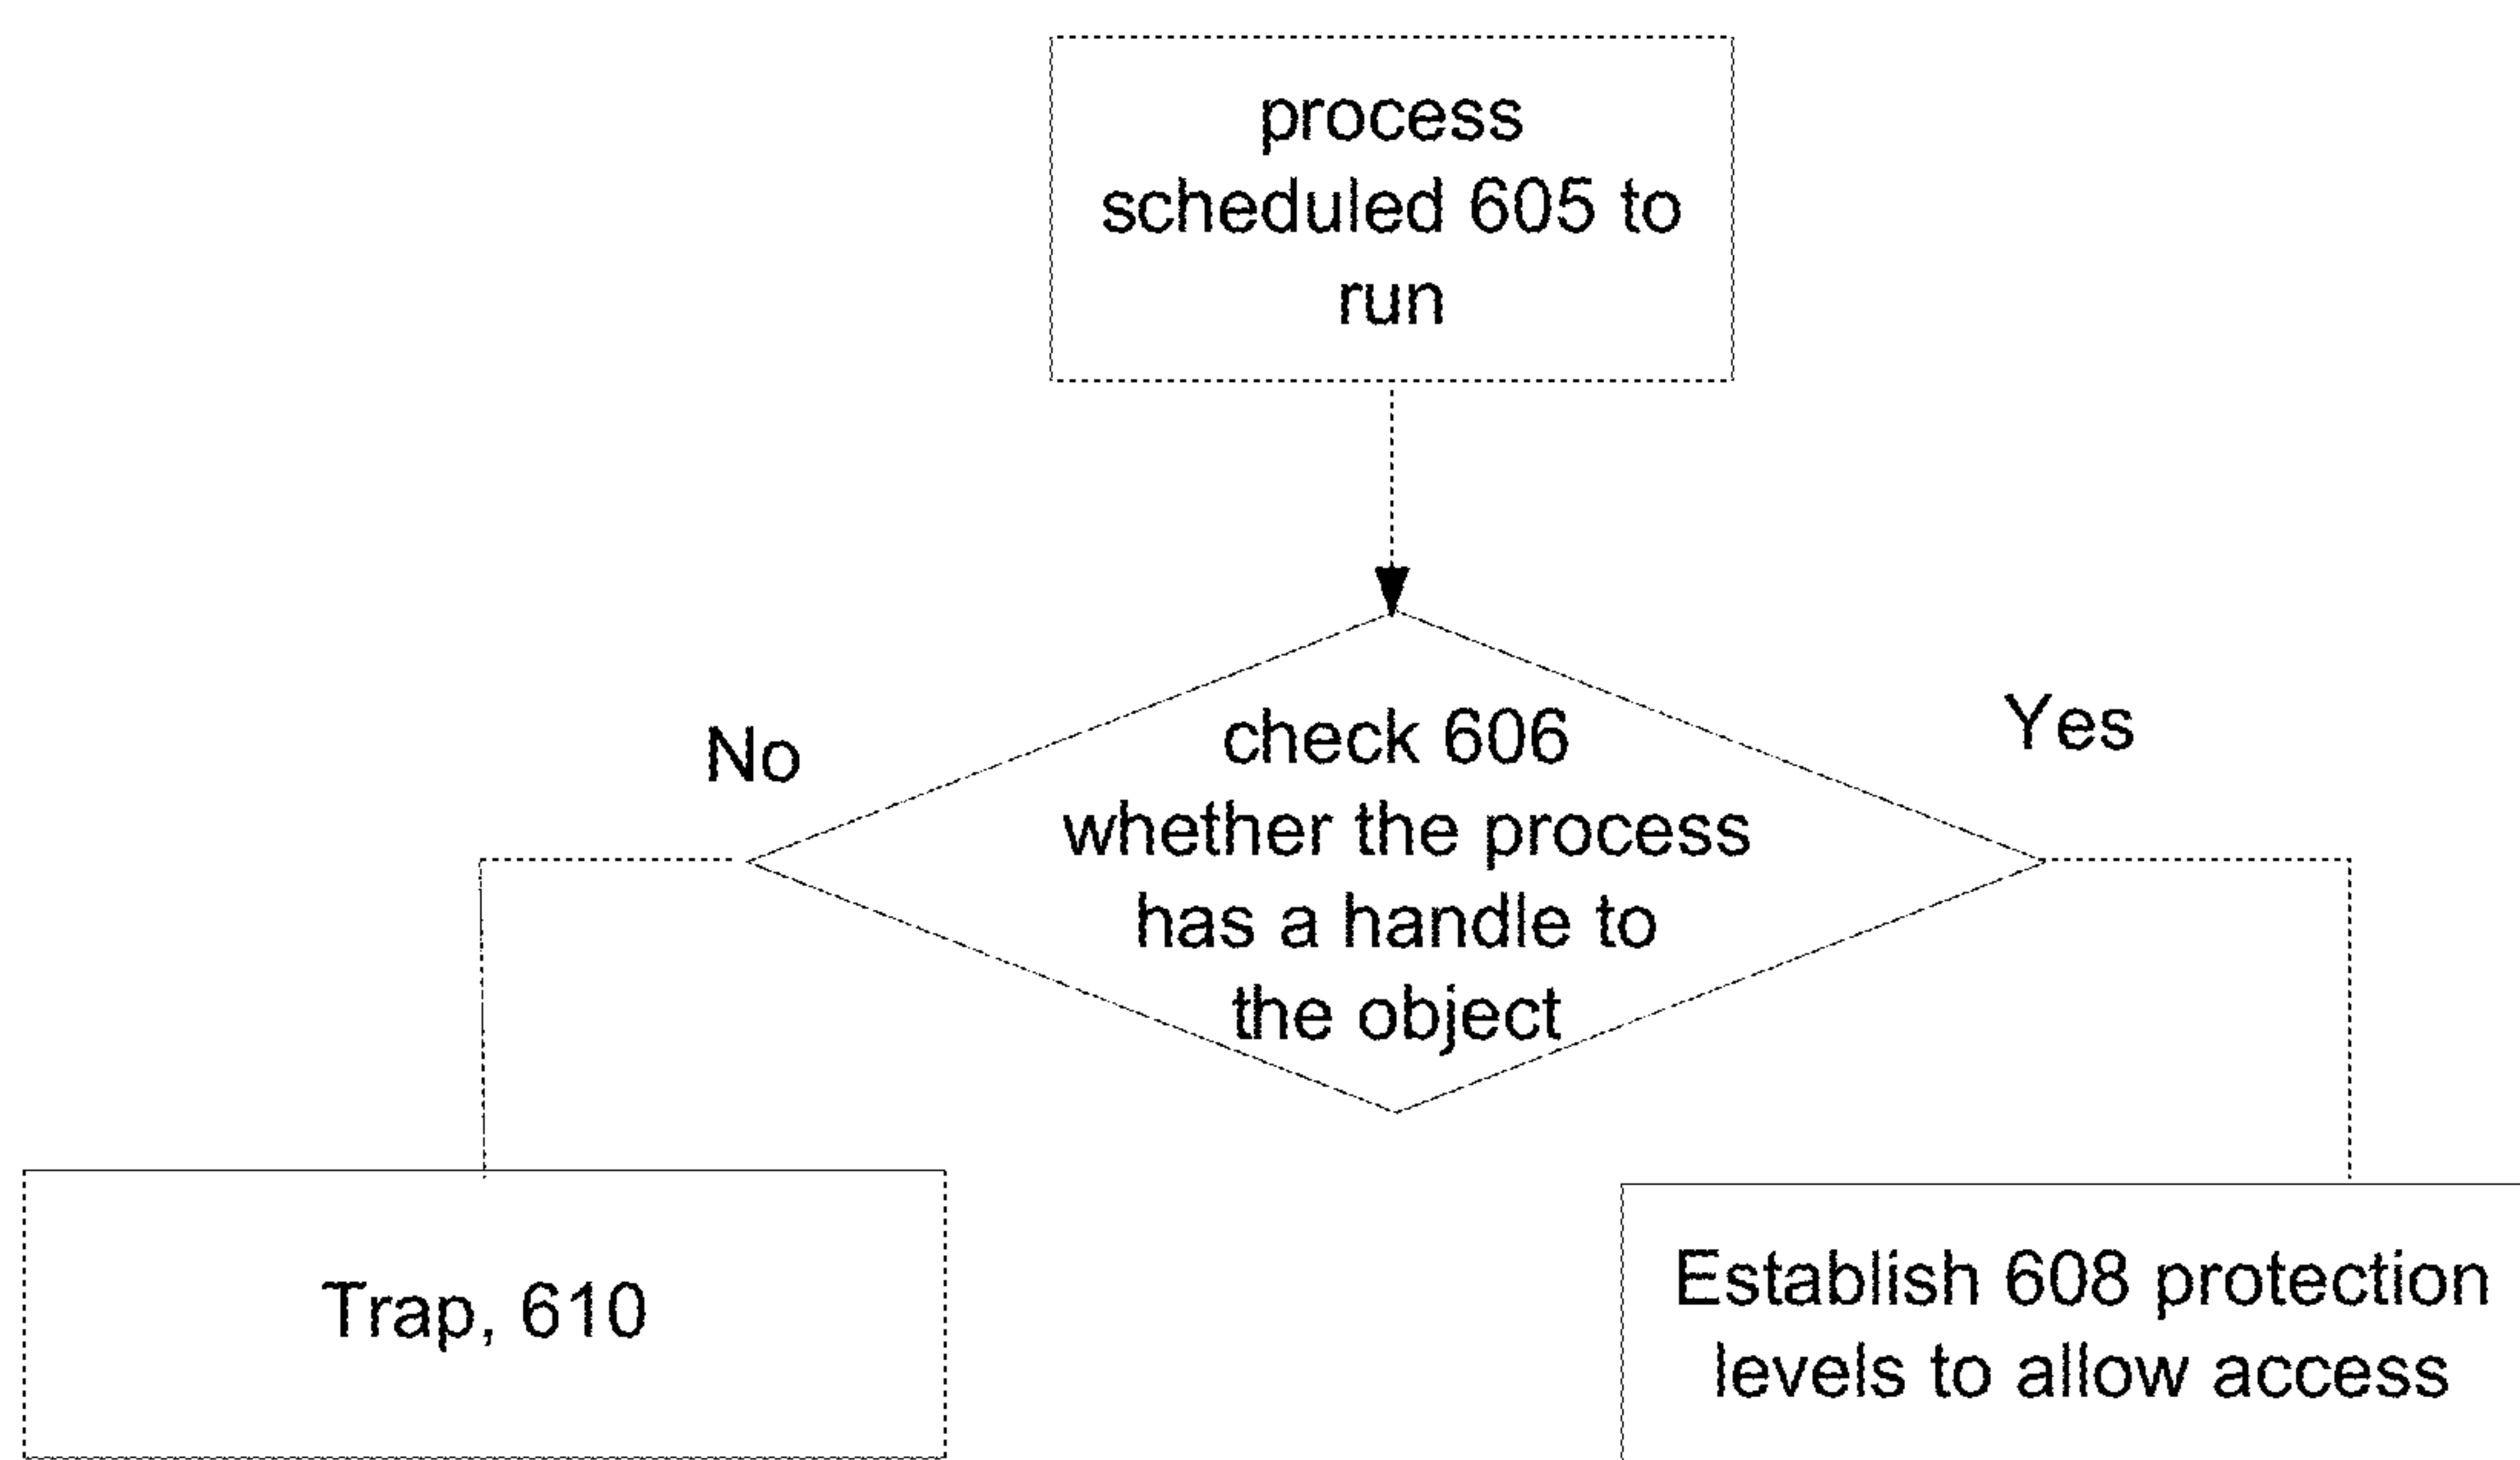 process
scheduled 605 to
run
check 606
whether the process
has a handle to
the object
No
Yes
Trap, 610
Establish 608 protection
levels to allow access